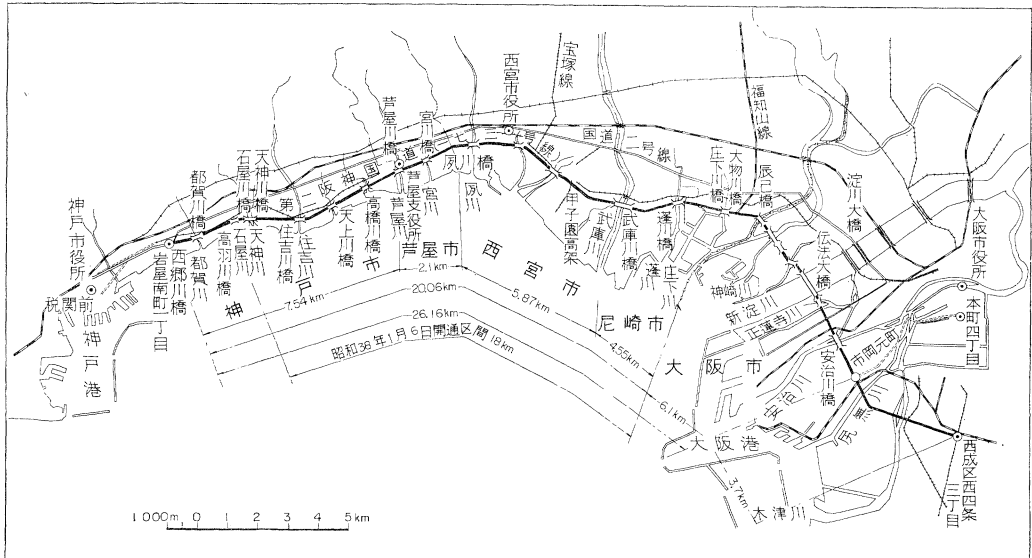 西宮市役所
宝塚線
福知山線
芦屋川橋
宮川橋
国道二号線
夙川橋
夙川
第二阪神国道
号線
天神川橋
石屋川橋
都賀川橋
神戸市役所
税関前
神戸港
岩屋南町一丁目
西郷川橋
都賀川
高羽川橋
石屋川
天神川
住吉川橋
住吉川
天上川橋
高橋川橋
芦屋川
芦屋支役所
宮川
神戸市
芦屋市
西宮市
尼崎市
大阪市
甲子園高架
武庫川
武庫川橋
蓬川橋
蓬川
庄下川
庄下川橋
大物川橋
辰己橋
神崎川
淀川大橋
伝法大橋
新淀川
正蓮寺川
大阪市役所
本町四丁目
市岡元町
安治川橋
安治川
尻無川
大阪港
木津川
西成区西四条三丁目
7.54km
2.1km
5.87km
4.55km
20.06km
26.16km
6.1km
3.7km
昭和38年1月6日開通区間18km
1000m 0 1 2 3 4 5km